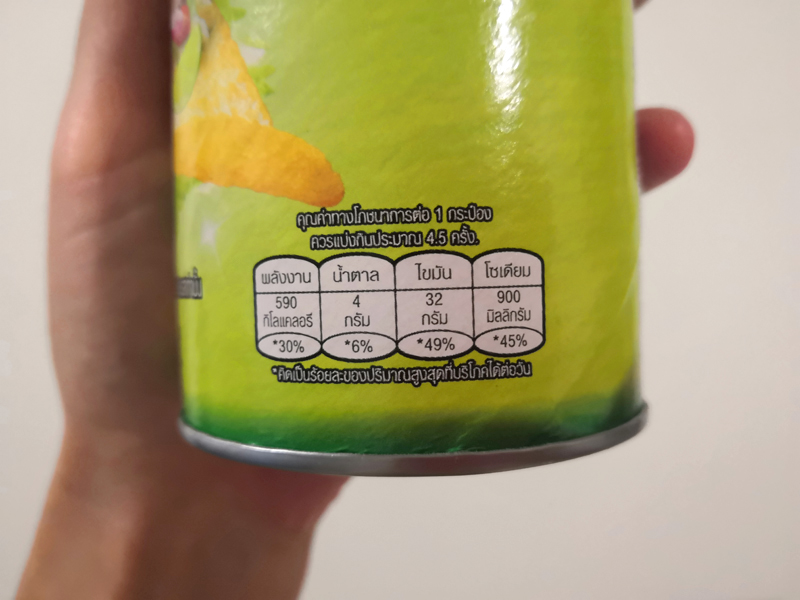 คุณค่าทางโภชนาการต่อ 1 กระป๋อง
ควรแบ่งกินประมาณ 4.5 ครั้ง.
พลังงาน น้ำตาล ไขมัน โซเดียม
590 4 32 900
กิโลแคลอรี กรัม กรัม มิลลิกรัม
*30% *6% *49% *45%
*คิดเป็นร้อยละของปริมาณสูงสุดที่บริโภคได้ต่อวัน